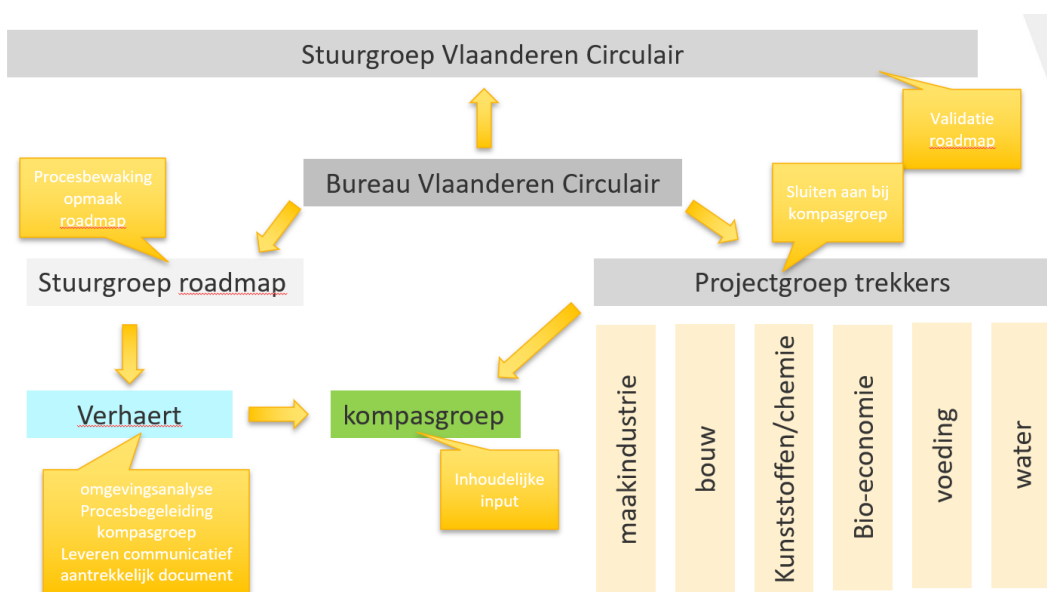 Stuurgroep Vlaanderen Circulair
Validatie
roadmap
Procesbewaking
opmaak
roadmap
Bureau Vlaanderen Circulair
Sluiten aan bij
kompasgroep
Stuurgroep roadmap
Projectgroep trekkers
Verhaert
kompasgroep
omgevingsanalyse
Procesbegeleiding
kompasgroep
Leveren communicatief
aantrekkelijk document
Inhoudelijke
input
maakindustrie
bouw
Kunststoffen/chemie
Bio-economie
voeding
water